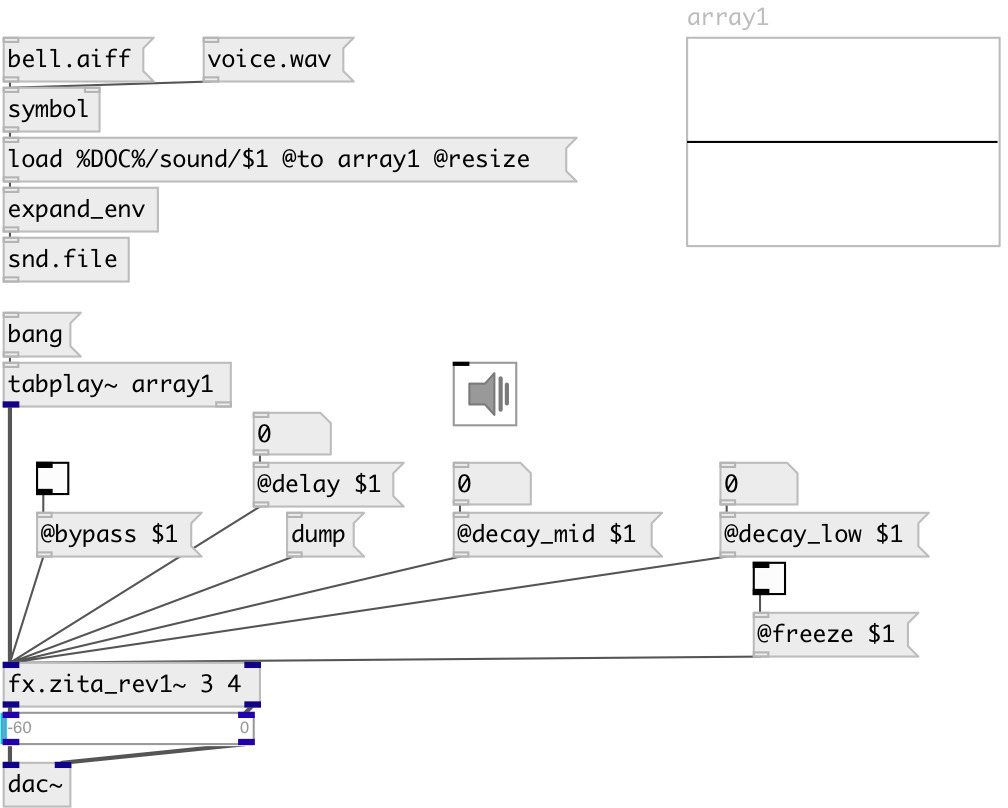 array1
bell.aiff
voice.wav
symbol
load %DOC%/sound/$1 @to array1 @resize
expand_env
snd.file
bang
tabplay~ array1
0
@delay $1
0
0
@bypass $1
dump
@decay_mid $1
@decay_low $1
@freeze $1
fx.zita_rev1~ 3 4
-60 0
dac~